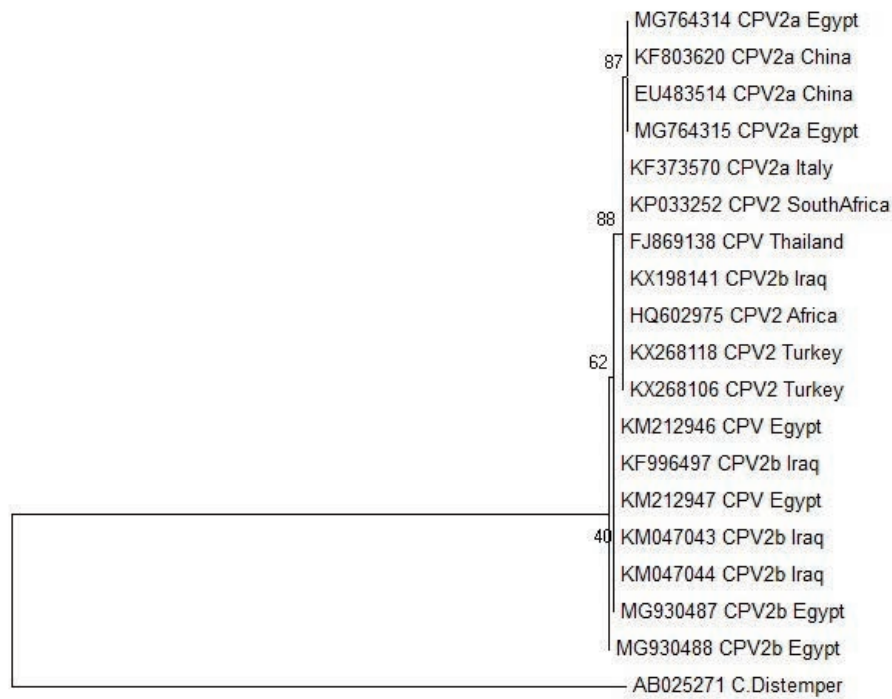 MG764314 CPV2a Egypt
87
KF803620 CPV2a China
EU483514 CPV2a China
MG764315 CPV2a Egypt
KF373570 CPV2a Italy
KP033252 CPV2 SouthAfrica
88
FJ869138 CPV Thailand
KX198141 CPV2b Iraq
HQ602975 CPV2 Africa
KX268118 CPV2 Turkey
62
KX268106 CPV2 Turkey
KM212946 CPV Egypt
KF996497 CPV2b Iraq
KM212947 CPV Egypt
40
KM047043 CPV2b Iraq
KM047044 CPV2b Iraq
MG930487 CPV2b Egypt
MG930488 CPV2b Egypt
AB025271 C.Distemper